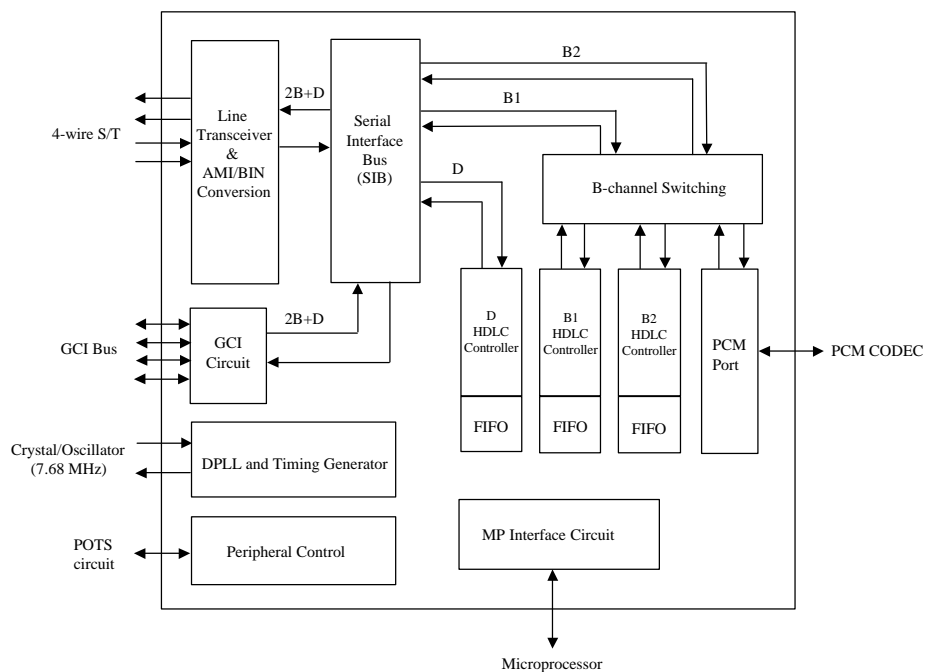 B2
2B+D
B1
4-wire S/T
Line
Transceiver
&
AMI/BIN
Conversion
Serial
Interface
Bus
(SIB)
D
B-channel Switching
GCI Bus
GCI
Circuit
2B+D
D
HDLC
Controller
FIFO
B1
HDLC
Controller
FIFO
B2
HDLC
Controller
FIFO
PCM
Port
PCM CODEC
Crystal/Oscillator
(7.68 MHz)
DPLL and Timing Generator
POTS
circuit
Peripheral Control
MP Interface Circuit
Microprocessor